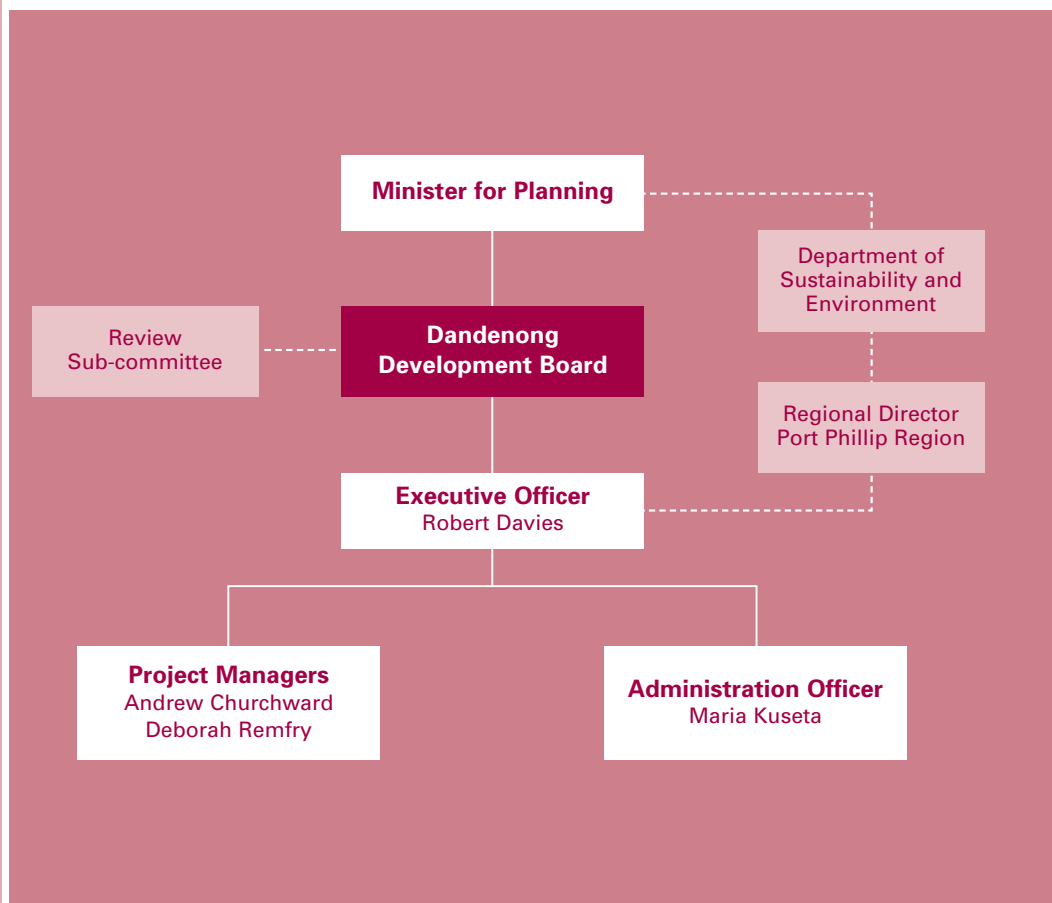 Minister for Planning
Department of
Sustainability and
Environment
Review
Sub-committee
Dandenong
Development Board
Regional Director
Port Phillip Region
Executive Officer
Robert Davies
Project Managers
Andrew Churchward
Deborah Remfry
Administration Officer
Maria Kuseta